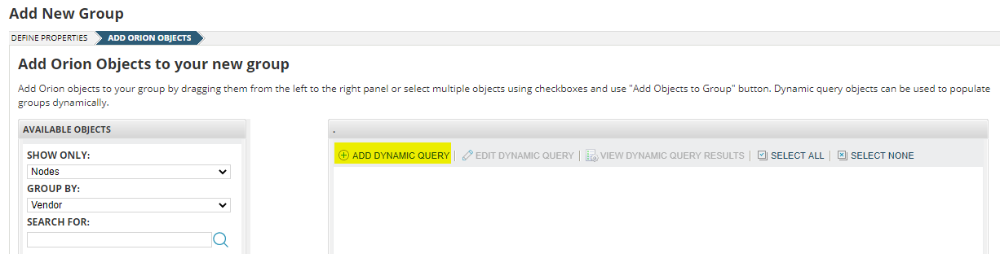 Add New Group
DEFINE PROPERTIES ADD ORION OBJECTS
Add Orion Objects to your new group
Add Orion objects to your group by dragging them from the left to the right panel or select multiple objects using checkboxes and use "Add Objects to Group" button. Dynamic query objects can be used to populate
groups dynamically.
AVAILABLE OBJECTS
.
SHOW ONLY:
Nodes
GROUP BY:
Vendor
SEARCH FOR:
ADD DYNAMIC QUERY | EDIT DYNAMIC QUERY | VIEW DYNAMIC QUERY RESULTS | SELECT ALL | SELECT NONE